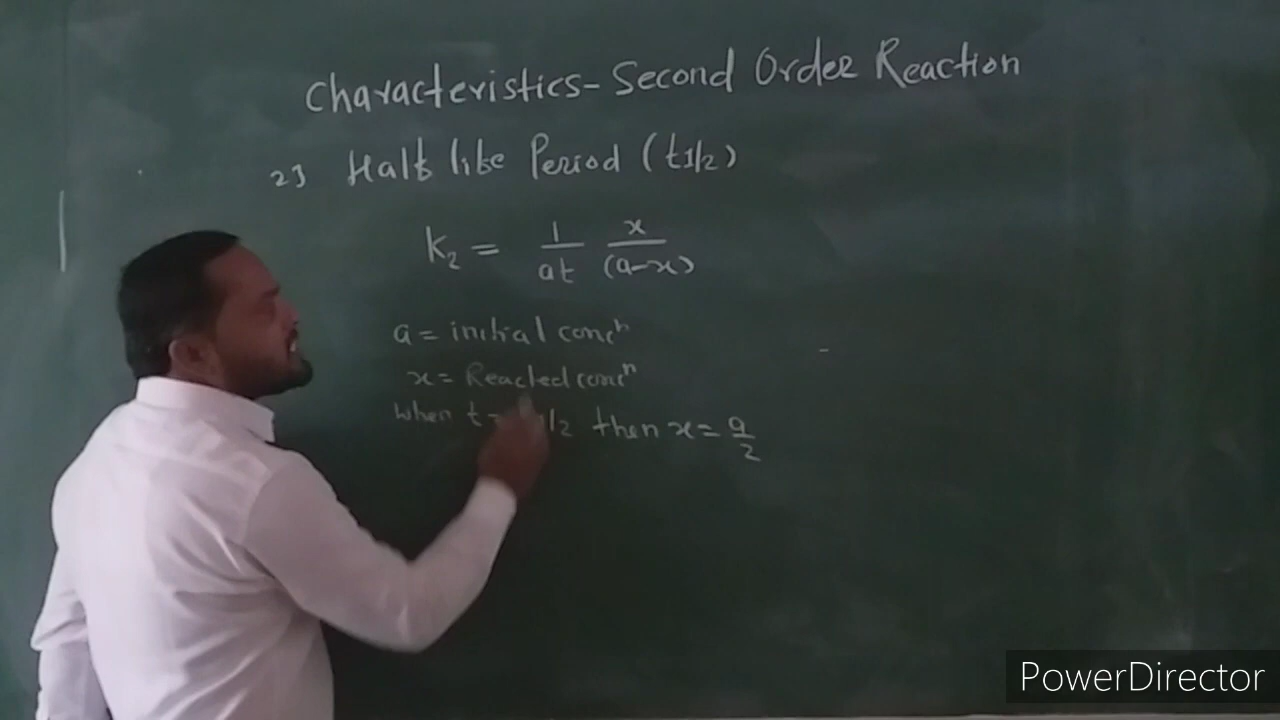 Characteristics-Second Order Reaction
2] Half life Period (t1/2)
K₂ = 1/at x/(a-x)
a = initial concⁿ
x = Reacted concⁿ
when t = 1/2 then x = a/2
PowerDirector